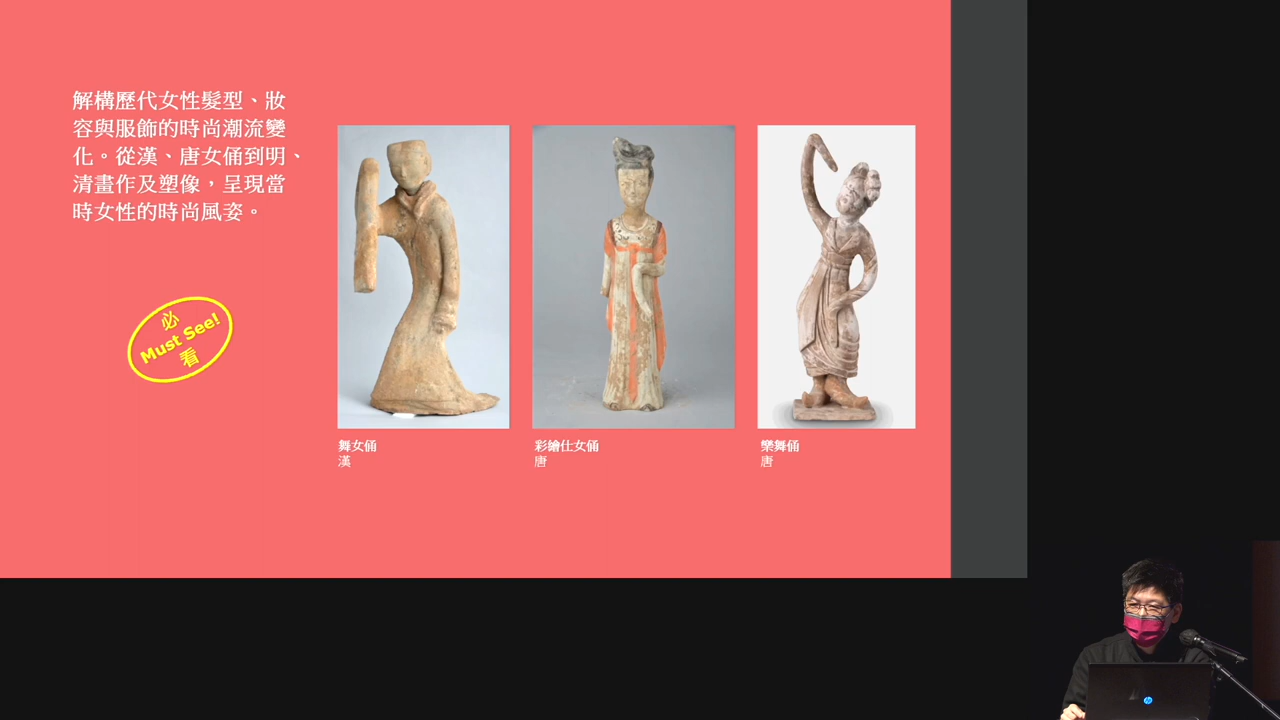 解構歷代女性髮型、妝
容與服飾的時尚潮流變
化。從漢、唐女俑到明、
清畫作及塑像，呈現當
時女性的時尚風姿。
必
Must See!
看
舞女俑
漢
彩繪仕女俑
唐
欒舞俑
唐
hp